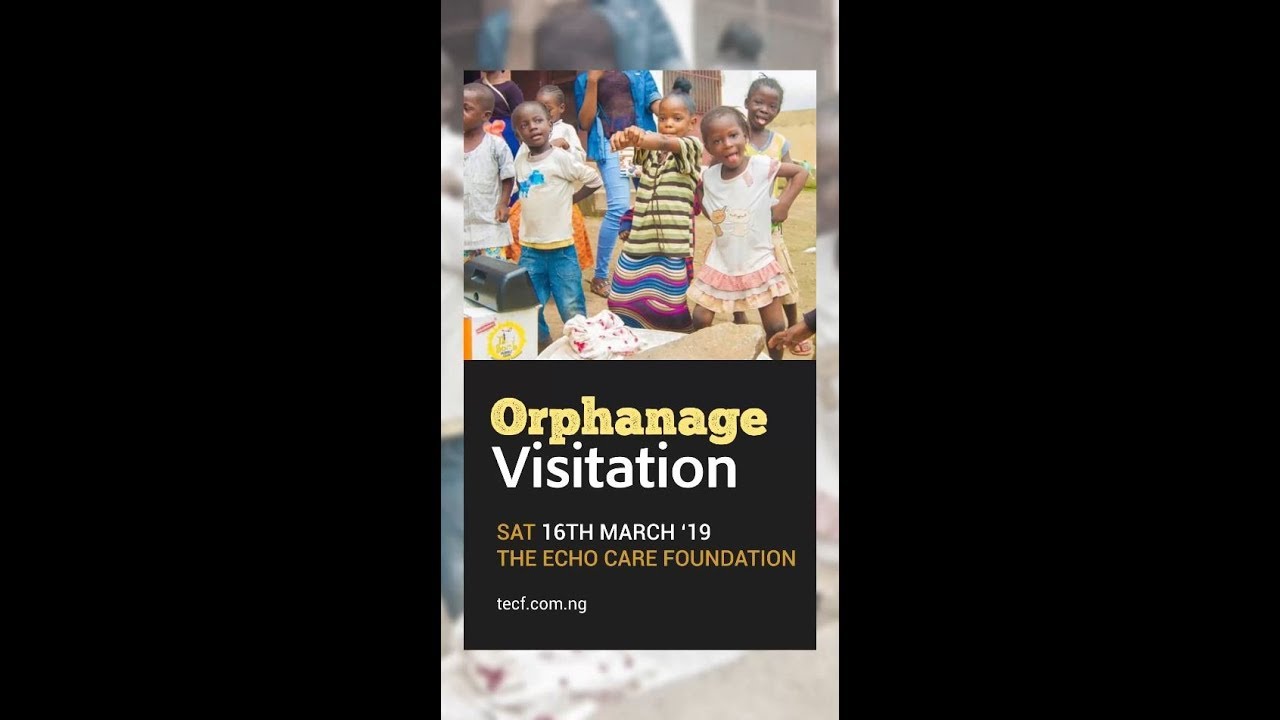 Orphanage
Visitation
SAT 16TH MARCH ‘19
THE ECHO CARE FOUNDATION
tecf.com.ng